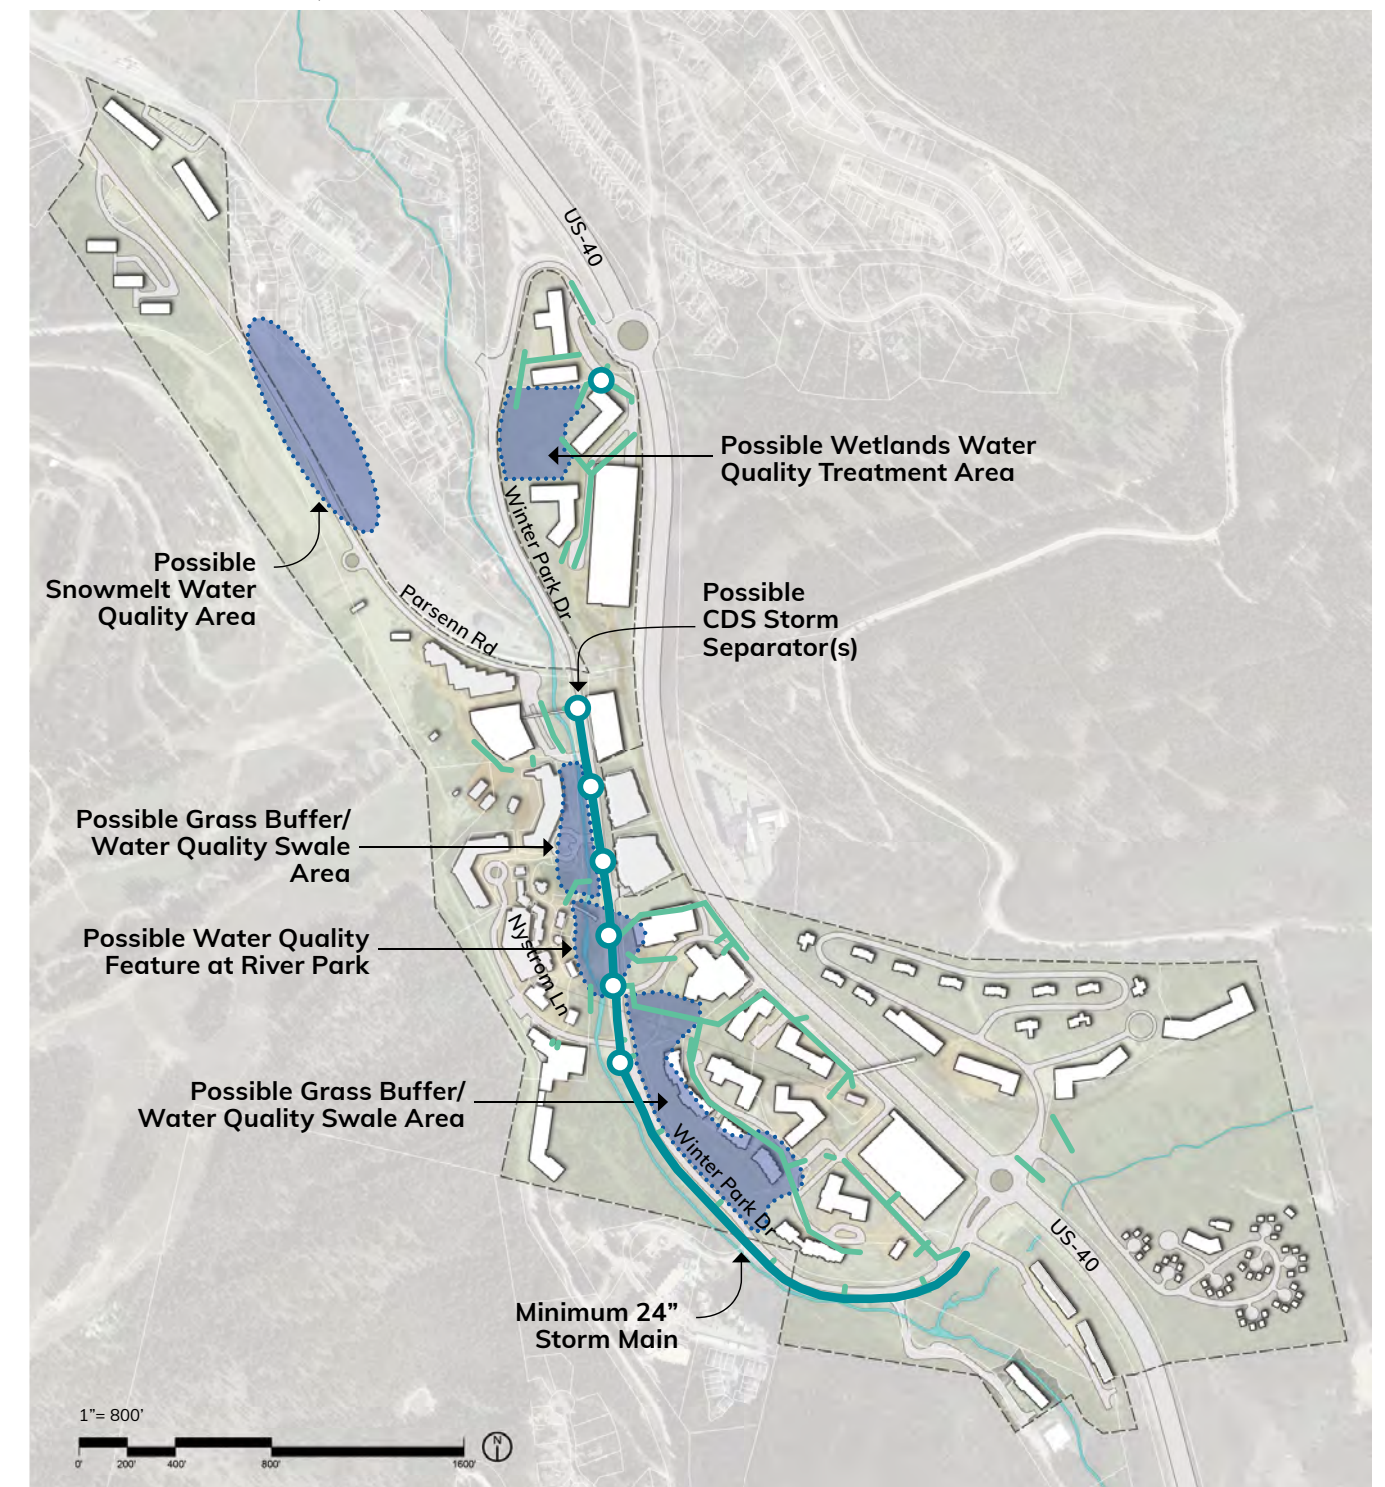 US-40
Possible Wetlands Water
Quality Treatment Area
Winter Park Dr
Possible
Snowmelt Water
Quality Area
Parsenn Rd
Possible
CDS Storm
Separator(s)
Possible Grass Buffer/
Water Quality Swale
Area
Possible Water Quality
Feature at River Park
Nystrom Ln
Possible Grass Buffer/
Water Quality Swale Area
Winter Park Dr
US-40
Minimum 24”
Storm Main
1”= 800’
0' 200' 400' 800' 1600'
N